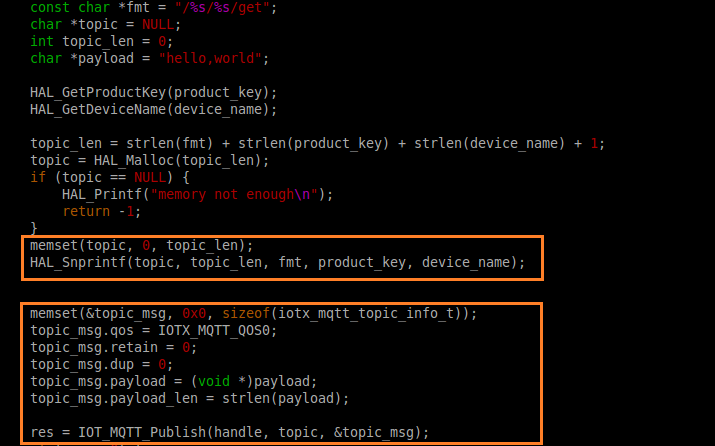 const char *fmt = "/%s/%s/get";
char *topic = NULL;
int topic_len = 0;
char *payload = "hello,world";

HAL_GetProductKey(product_key);
HAL_GetDeviceName(device_name);

topic_len = strlen(fmt) + strlen(product_key) + strlen(device_name) + 1;
topic = HAL_Malloc(topic_len);
if (topic == NULL) {
    HAL_Printf("memory not enough\n");
    return -1;
}
memset(topic, 0, topic_len);
HAL_Snprintf(topic, topic_len, fmt, product_key, device_name);

memset(&topic_msg, 0x0, sizeof(iotx_mqtt_topic_info_t));
topic_msg.qos = IOTX_MQTT_QOS0;
topic_msg.retain = 0;
topic_msg.dup = 0;
topic_msg.payload = (void *)payload;
topic_msg.payload_len = strlen(payload);

res = IOT_MQTT_Publish(handle, topic, &topic_msg);